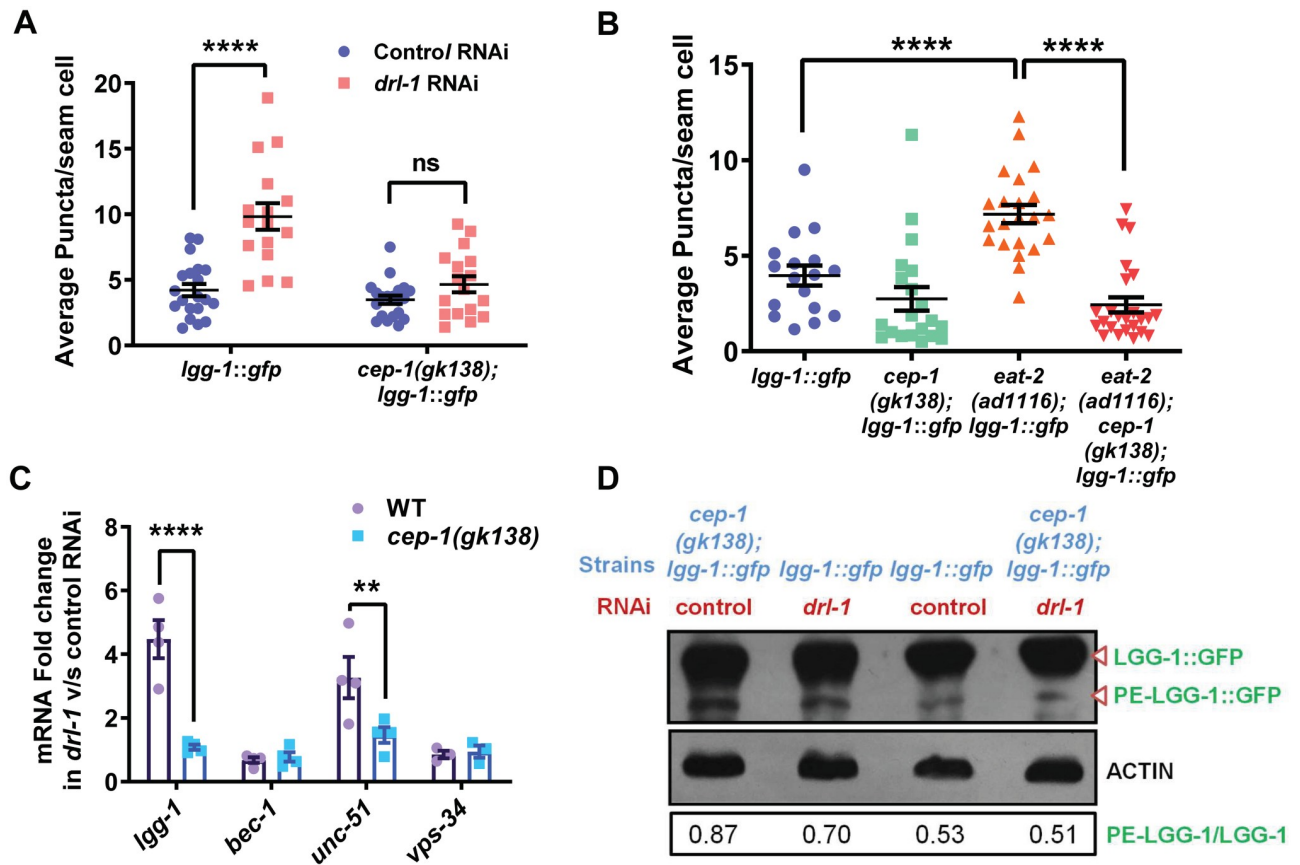 A
****
Control RNAi
drl-1 RNAi
ns
Average Puncta/seam cell
20
15
10
5
0
lgg-1::gfp
cep-1(gk138);
lgg-1::gfp
B
****
****
Average Puncta/seam cell
15
10
5
0
lgg-1::gfp
cep-1
(gk138);
lgg-1::gfp
eat-2
(ad1116);
lgg-1::gfp
eat-2
(ad1116);
cep-1
(gk138);
lgg-1::gfp
C
WT
cep-1(gk138)
****
**
mRNA Fold change
in drl-1 v/s control RNAi
8
6
4
2
0
lgg-1
bec-1
unc-51
vps-34
D
Strains
cep-1
(gk138);
lgg-1::gfp
lgg-1::gfp
lgg-1::gfp
cep-1
(gk138);
lgg-1::gfp
RNAi control drl-1 control drl-1
LGG-1::GFP
PE-LGG-1::GFP
ACTIN
0.87 0.70 0.53 0.51 PE-LGG-1/LGG-1